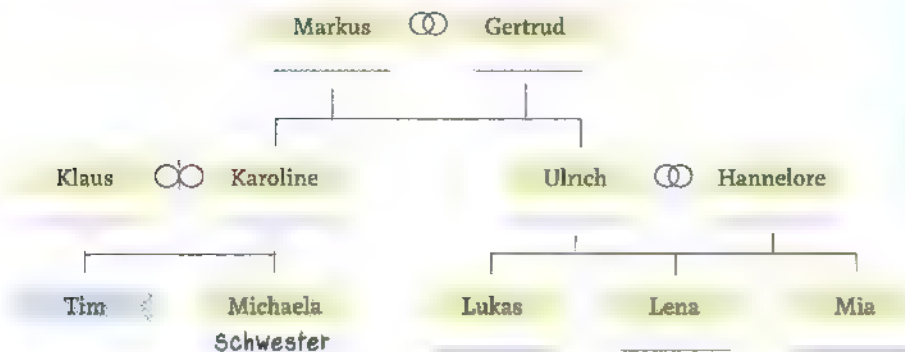 Markus Gertrud
Klaus Karoline Ulrich Hannelore
Tim Michaela Lukas Lena Mia
Schwester